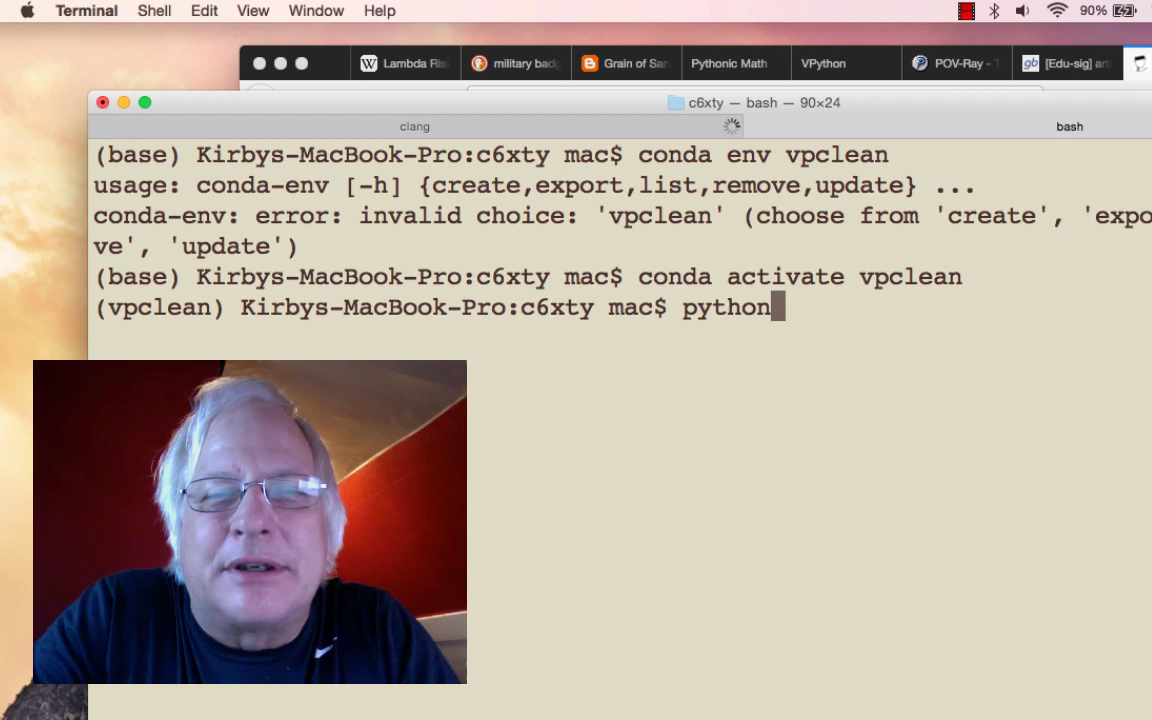 Terminal Shell Edit View Window Help 90%
Lambda Ris military badg Grain of San Pythonic Math VPython POV-Ray - T [Edu-sig] art
c6xty — bash — 90×24
clang bash
(base) Kirbys-MacBook-Pro:c6xty mac$ conda env vpclean
usage: conda-env [-h] {create,export,list,remove,update} ...
conda-env: error: invalid choice: 'vpclean' (choose from 'create', 'expo
ve', 'update')
(base) Kirbys-MacBook-Pro:c6xty mac$ conda activate vpclean
(vpclean) Kirbys-MacBook-Pro:c6xty mac$ python